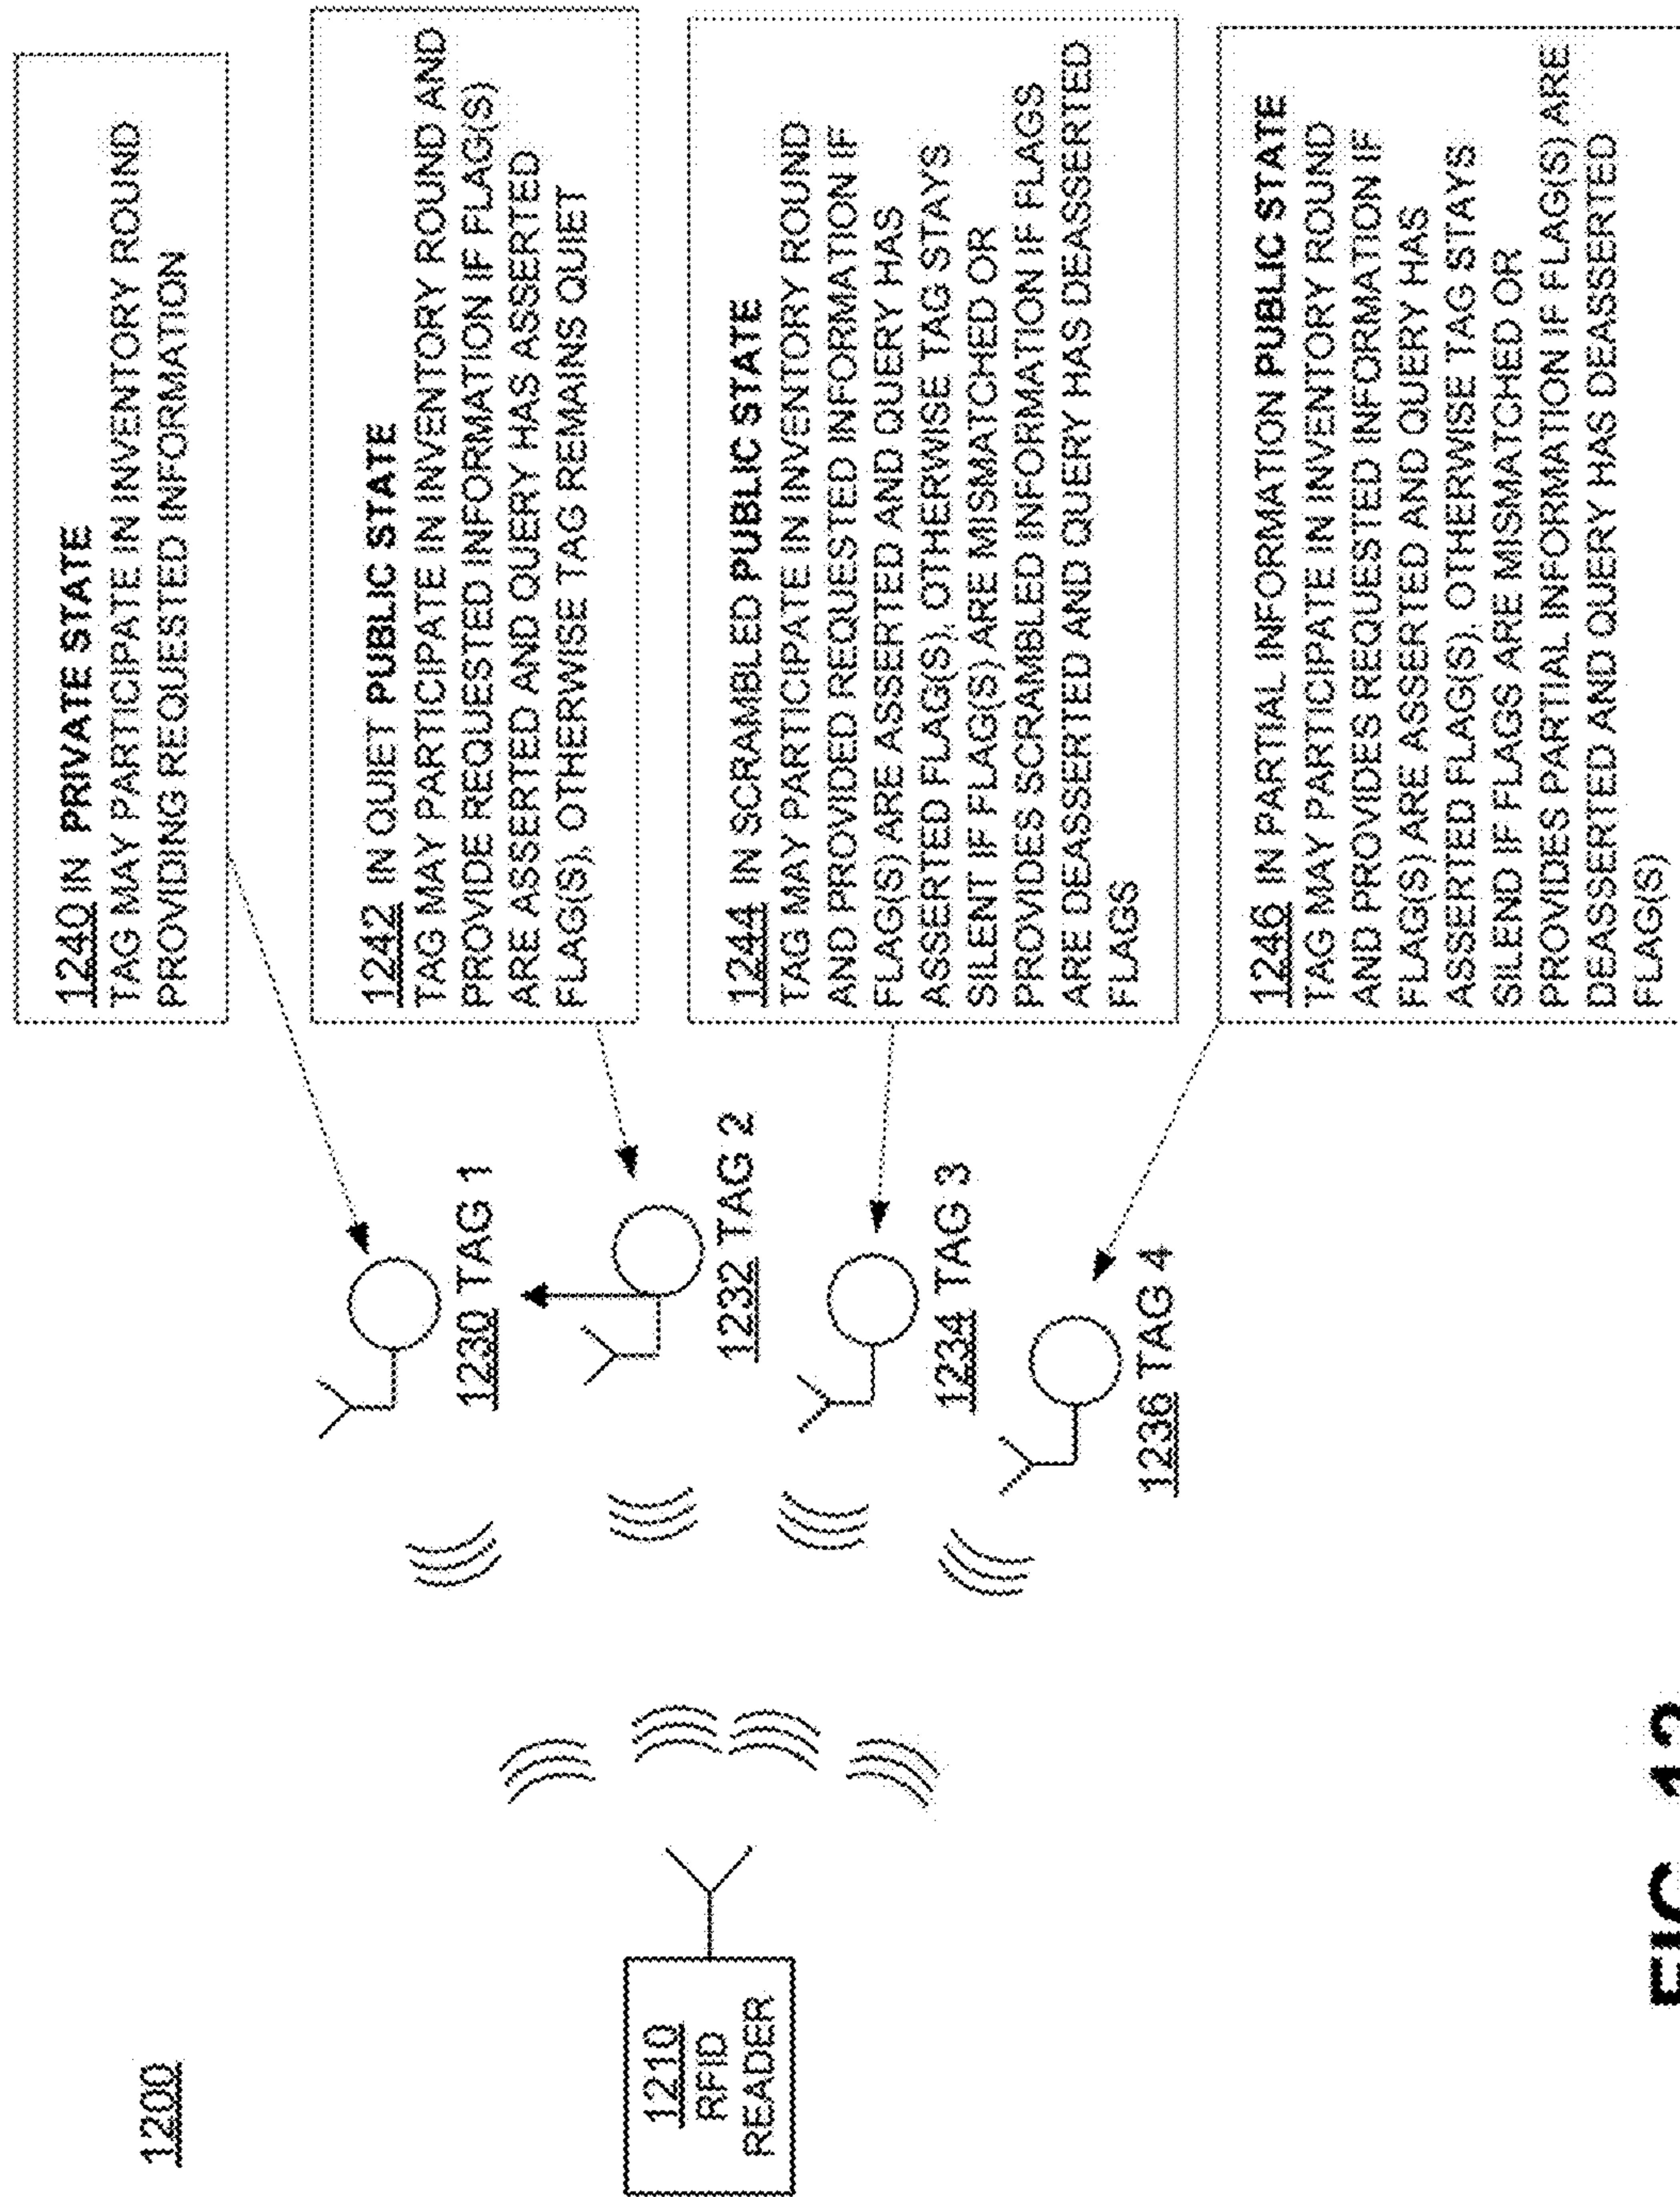 1200
1210
RFID
READER
1230 TAG 1
1232 TAG 2
1234 TAG 3
1236 TAG 4
1240 IN PRIVATE STATE
TAG MAY PARTICIPATE IN INVENTORY ROUND
PROVIDING REQUESTED INFORMATION
1242 IN QUIET PUBLIC STATE
TAG MAY PARTICIPATE IN INVENTORY ROUND AND
PROVIDE REQUESTED INFORMATION IF FLAG(S)
ARE ASSERTED AND QUERY HAS ASSERTED
FLAG(S), OTHERWISE TAG REMAINS QUIET
1244 IN SCRAMBLED PUBLIC STATE
TAG MAY PARTICIPATE IN INVENTORY ROUND
AND PROVIDED REQUESTED INFORMATION IF
FLAG(S) ARE ASSERTED AND QUERY HAS
ASSERTED FLAG(S), OTHERWISE TAG STAYS
SILENT IF FLAG(S) ARE MISMATCHED OR
PROVIDES SCRAMBLED INFORMATION IF FLAGS
ARE DEASSERTED AND QUERY HAS DEASSERTED
FLAGS
1246 IN PARTIAL INFORMATION PUBLIC STATE
TAG MAY PARTICIPATE IN INVENTORY ROUND
AND PROVIDES REQUESTED INFORMATION IF
FLAG(S) ARE ASSERTED AND QUERY HAS
ASSERTED FLAG(S), OTHERWISE TAG STAYS
SILEND IF FLAGS ARE MISMATCHED OR
PROVIDES PARTIAL INFORMATION IF FLAG(S) ARE
DEASSERTED AND QUERY HAS DEASSERTED
FLAG(S)
FIG. 12